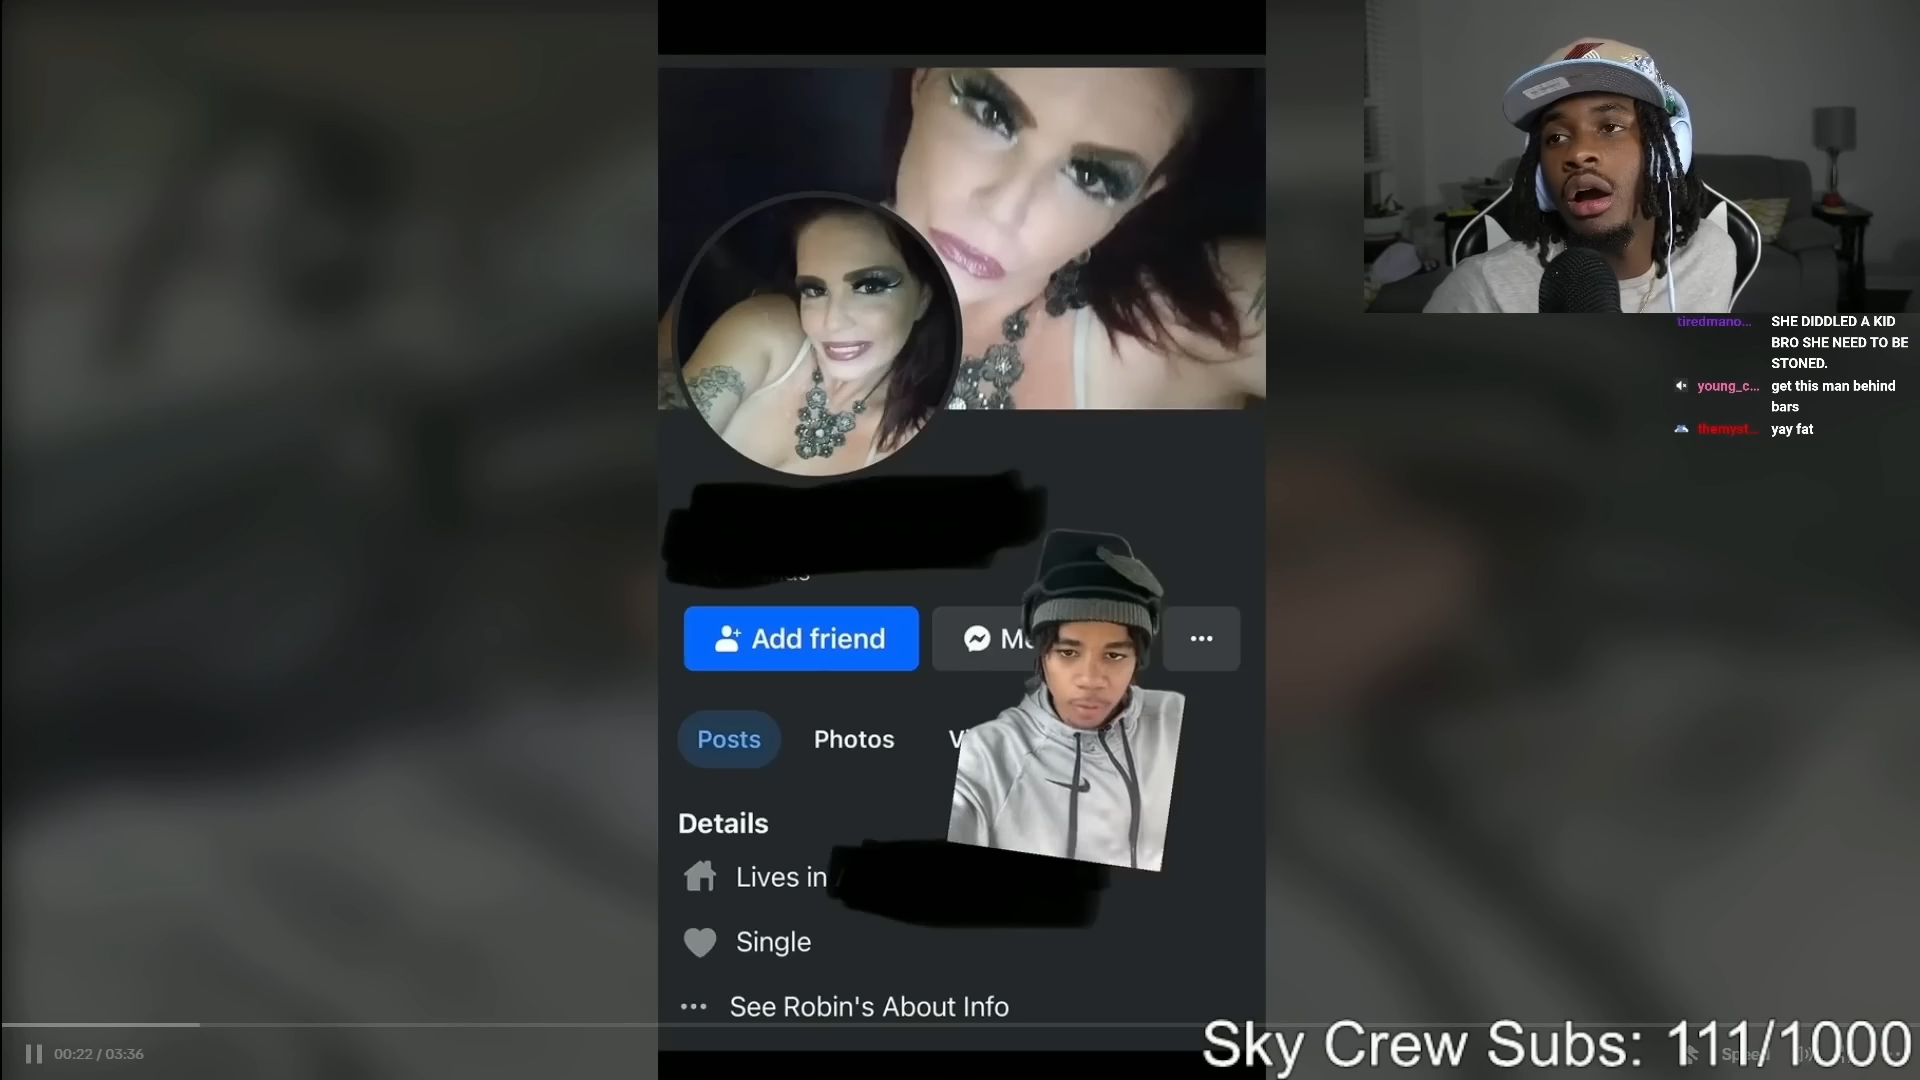 tiredmano...
SHE DIDDLED A KID
BRO SHE NEED TO BE
STONED.
young_c...
get this man behind
bars
themyst...
yay fat
Add friend
Posts
Photos
Details
Lives in
Single
See Robin's About Info
00:22 / 03:36
Sky Crew Subs: 111/1000